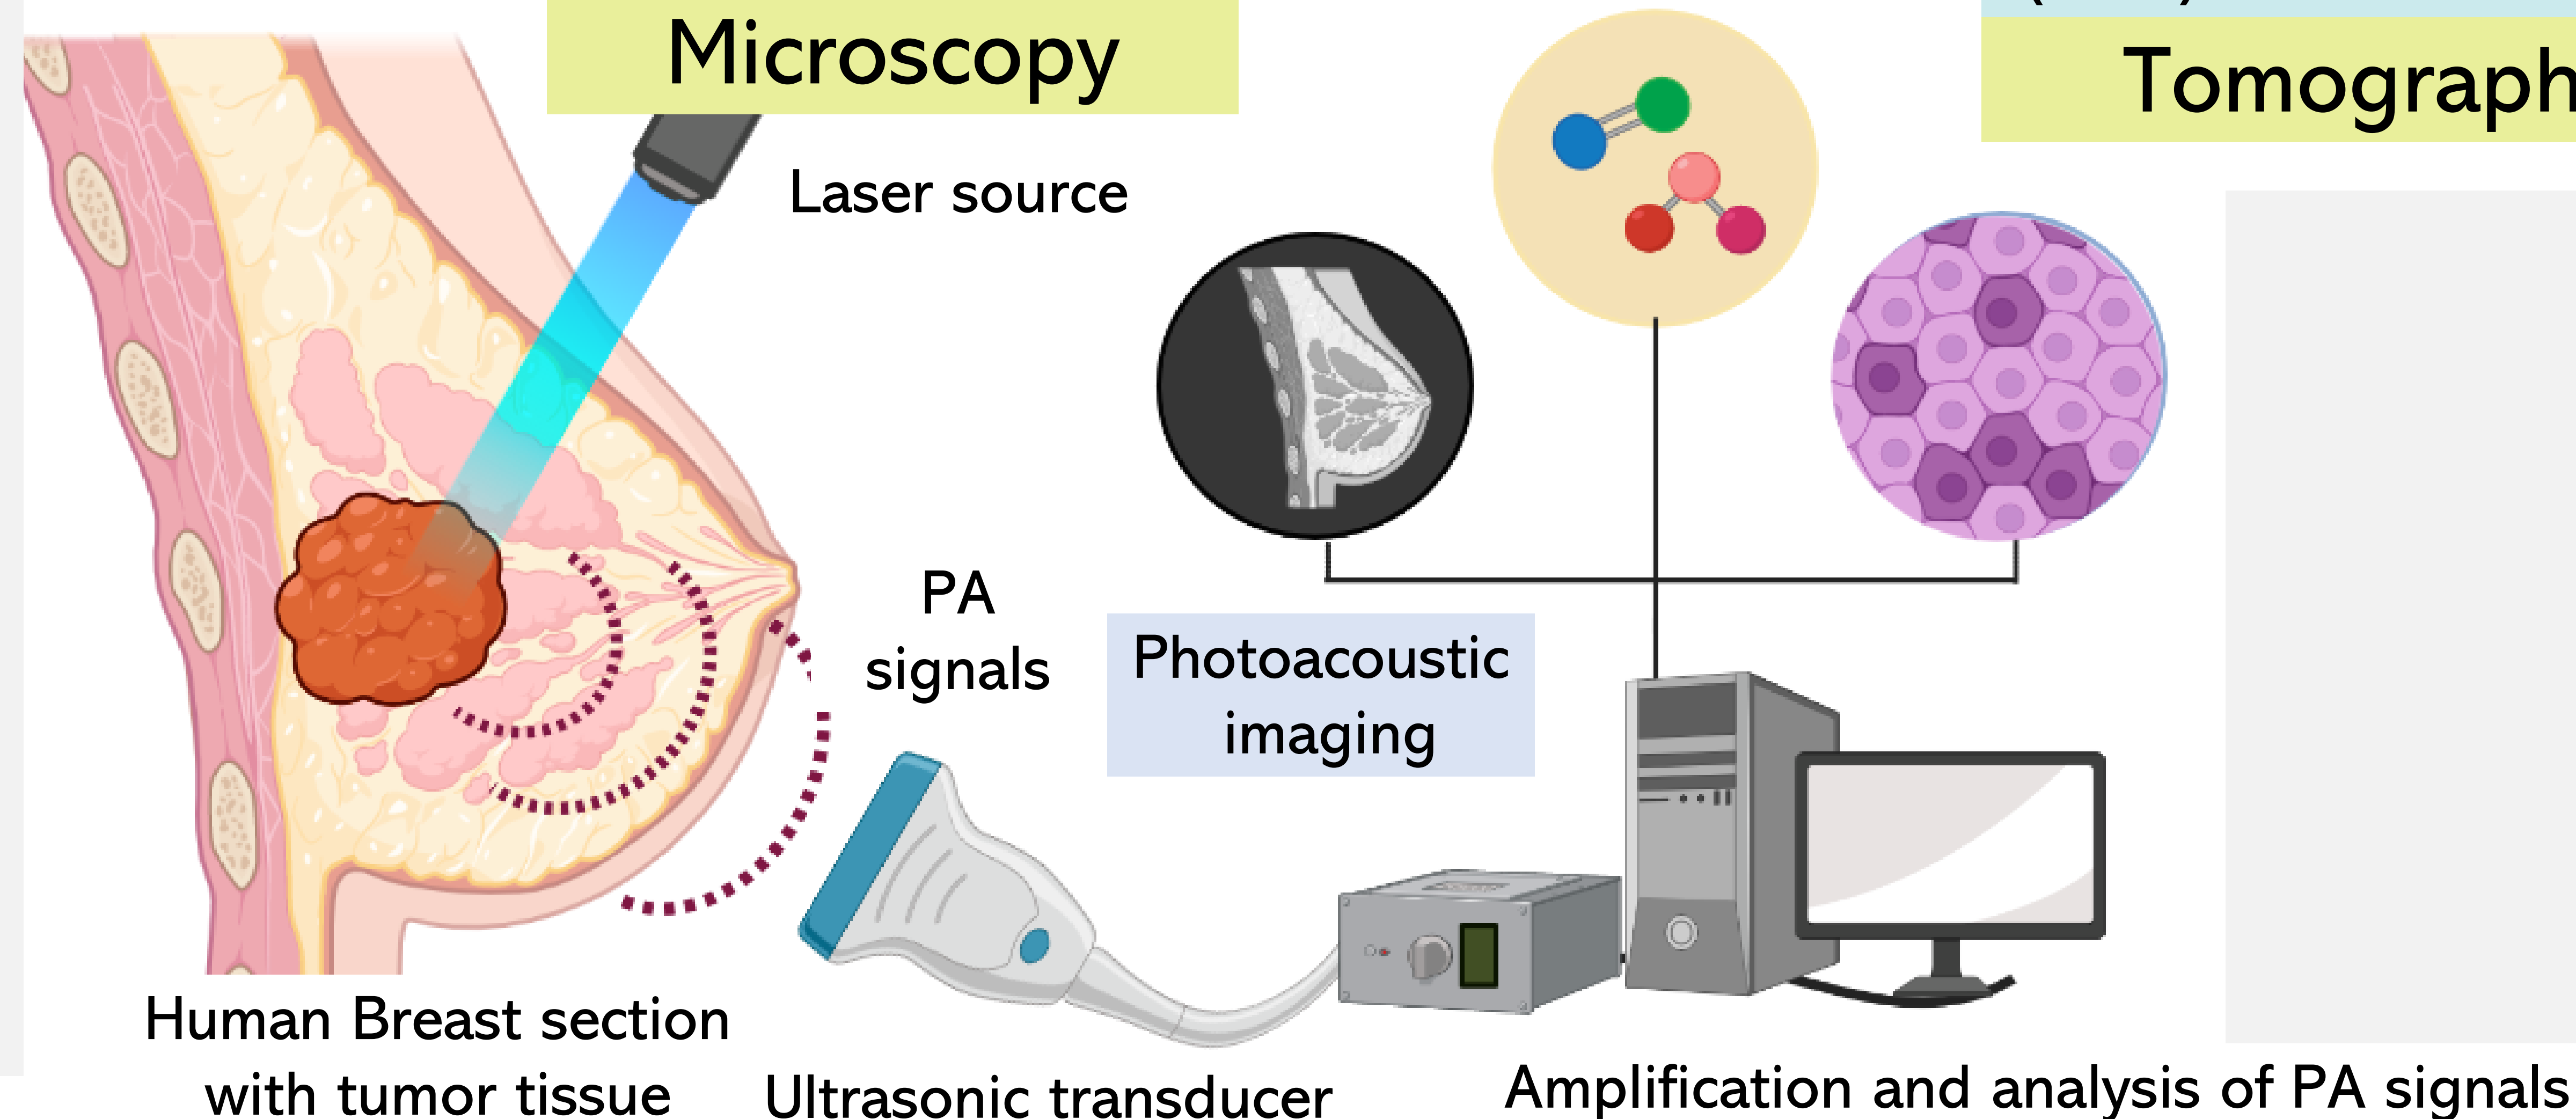 Microscopy
Tomograph
Laser source
PA
signals
Photoacoustic
imaging
Human Breast section
with tumor tissue
Ultrasonic transducer
Amplification and analysis of PA signals